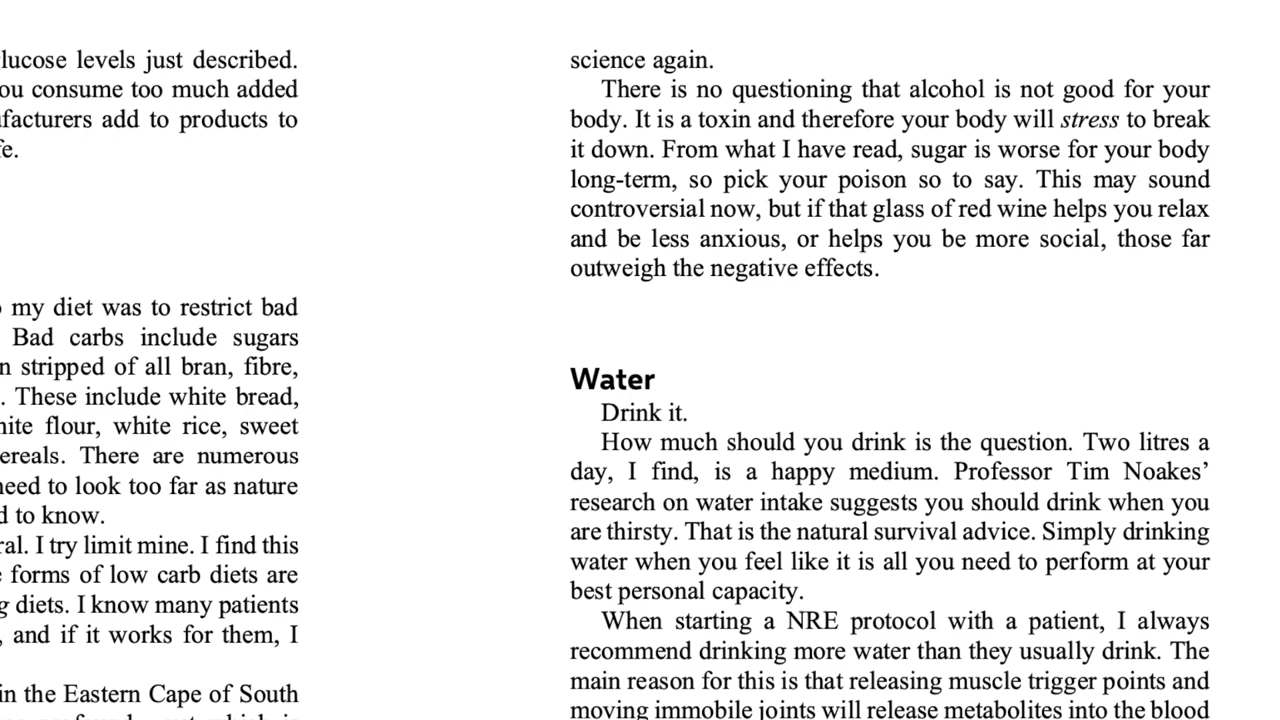 lucose levels just described.
ou consume too much added
facturers add to products to
fe.
my diet was to restrict bad
Bad carbs include sugars
n stripped of all bran, fibre,
. These include white bread,
hite flour, white rice, sweet
ereals. There are numerous
need to look too far as nature
d to know.
ral. I try limit mine. I find this
e forms of low carb diets are
g diets. I know many patients
, and if it works for them, I
in the Eastern Cape of South
science again.
There is no questioning that alcohol is not good for your
body. It is a toxin and therefore your body will stress to break
it down. From what I have read, sugar is worse for your body
long-term, so pick your poison so to say. This may sound
controversial now, but if that glass of red wine helps you relax
and be less anxious, or helps you be more social, those far
outweigh the negative effects.
Water
Drink it.
How much should you drink is the question. Two litres a
day, I find, is a happy medium. Professor Tim Noakes’
research on water intake suggests you should drink when you
are thirsty. That is the natural survival advice. Simply drinking
water when you feel like it is all you need to perform at your
best personal capacity.
When starting a NRE protocol with a patient, I always
recommend drinking more water than they usually drink. The
main reason for this is that releasing muscle trigger points and
moving immobile joints will release metabolites into the blood